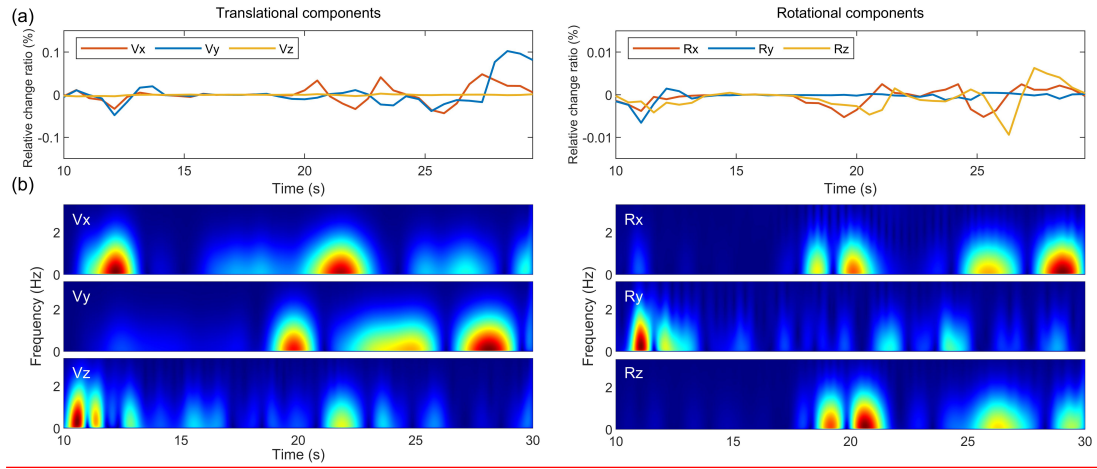 (a)
Translational components
Rotational components
Relative change ratio (%)
0.1
0
-0.1
Vx Vy Vz
10 15 20 25
Time (s)
Relative change ratio (%)
0.01
0
-0.01
Rx Ry Rz
10 15 20 25
Time (s)
(b)
Frequency (Hz)
Vx
2
0
Vy
2
0
Vz
2
0
10 15 20 25 30
Time (s)
Frequency (Hz)
Rx
2
0
Ry
2
0
Rz
2
0
10 15 20 25 30
Time (s)